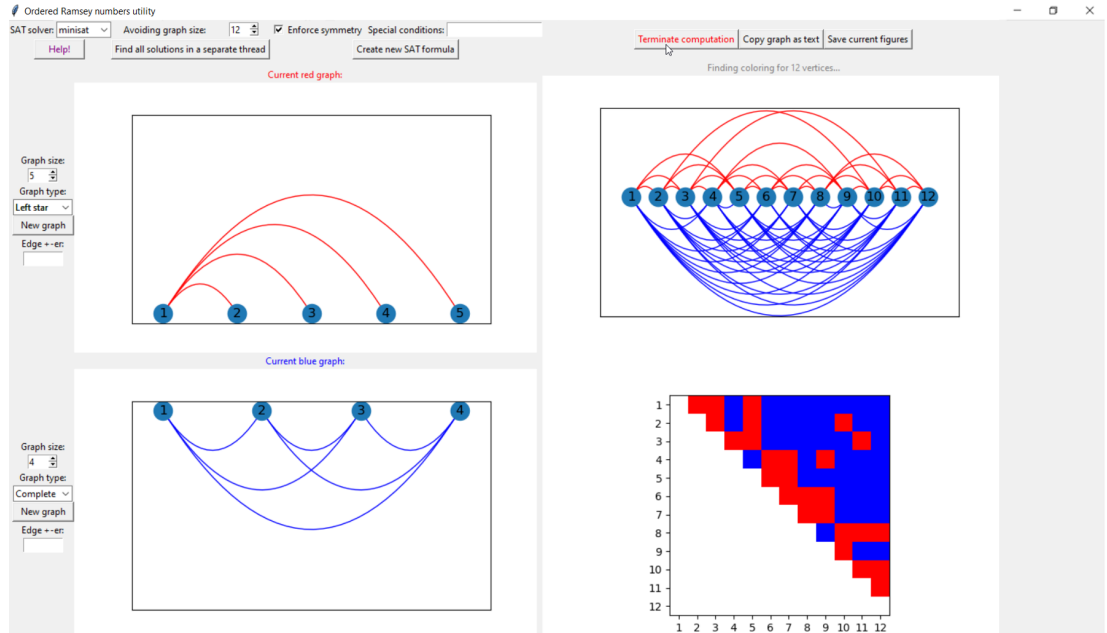 Ordered Ramsey numbers utility
SAT solver: minisat Avoiding graph size: 12 Enforce symmetry Special conditions:
Help! Find all solutions in a separate thread Create new SAT formula
Terminate computation Copy graph as text Save current figures
Finding coloring for 12 vertices...
Current red graph:
Graph size:
5
Graph type:
Left star
New graph
Edge +-er:
1 2 3 4 5
Current blue graph:
1 2 3 4
Graph size:
4
Graph type:
Complete
New graph
Edge +-er:
1 2 3 4 5 6 7 8 9 10 11 12
1
2
3
4
5
6
7
8
9
10
11
12
1 2 3 4 5 6 7 8 9 10 11 12